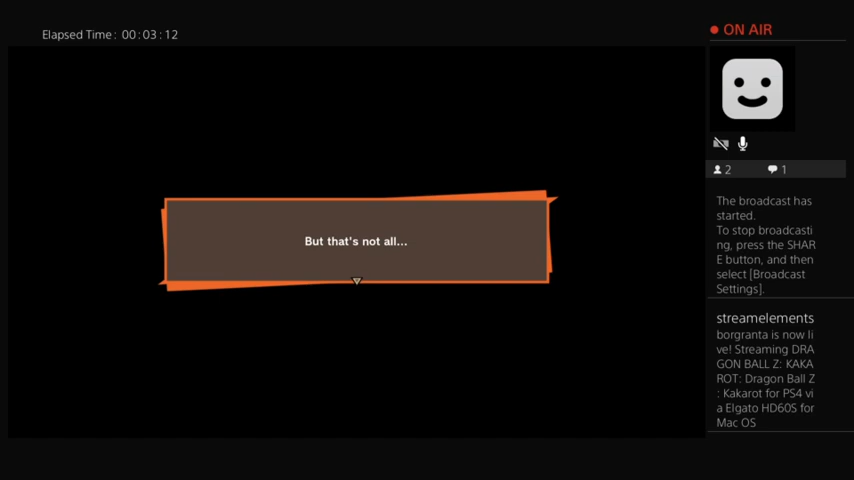 Elapsed Time: 00:03:12
ON AIR
But that's not all...
2
1
The broadcast has
started.
To stop broadcasti
ng, press the SHAR
E button, and then
select [Broadcast
Settings].
streamelements
borgranta is now li
ve! Streaming DRA
GON BALL Z: KAKA
ROT: Dragon Ball Z
: Kakarot for PS4 vi
a Elgato HD60S for
Mac OS